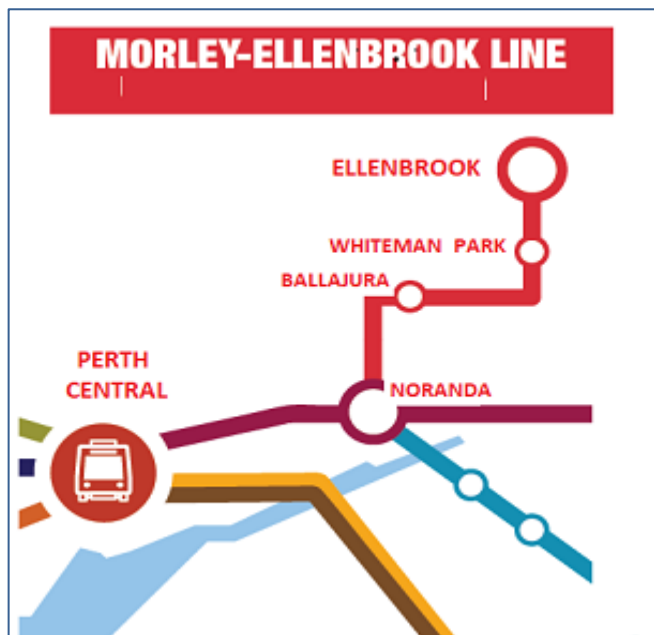 MORLEY-ELLENBROOK LINE
ELLENBROOK
WHITEMAN PARK
BALLAJURA
PERTH
CENTRAL
NORANDA